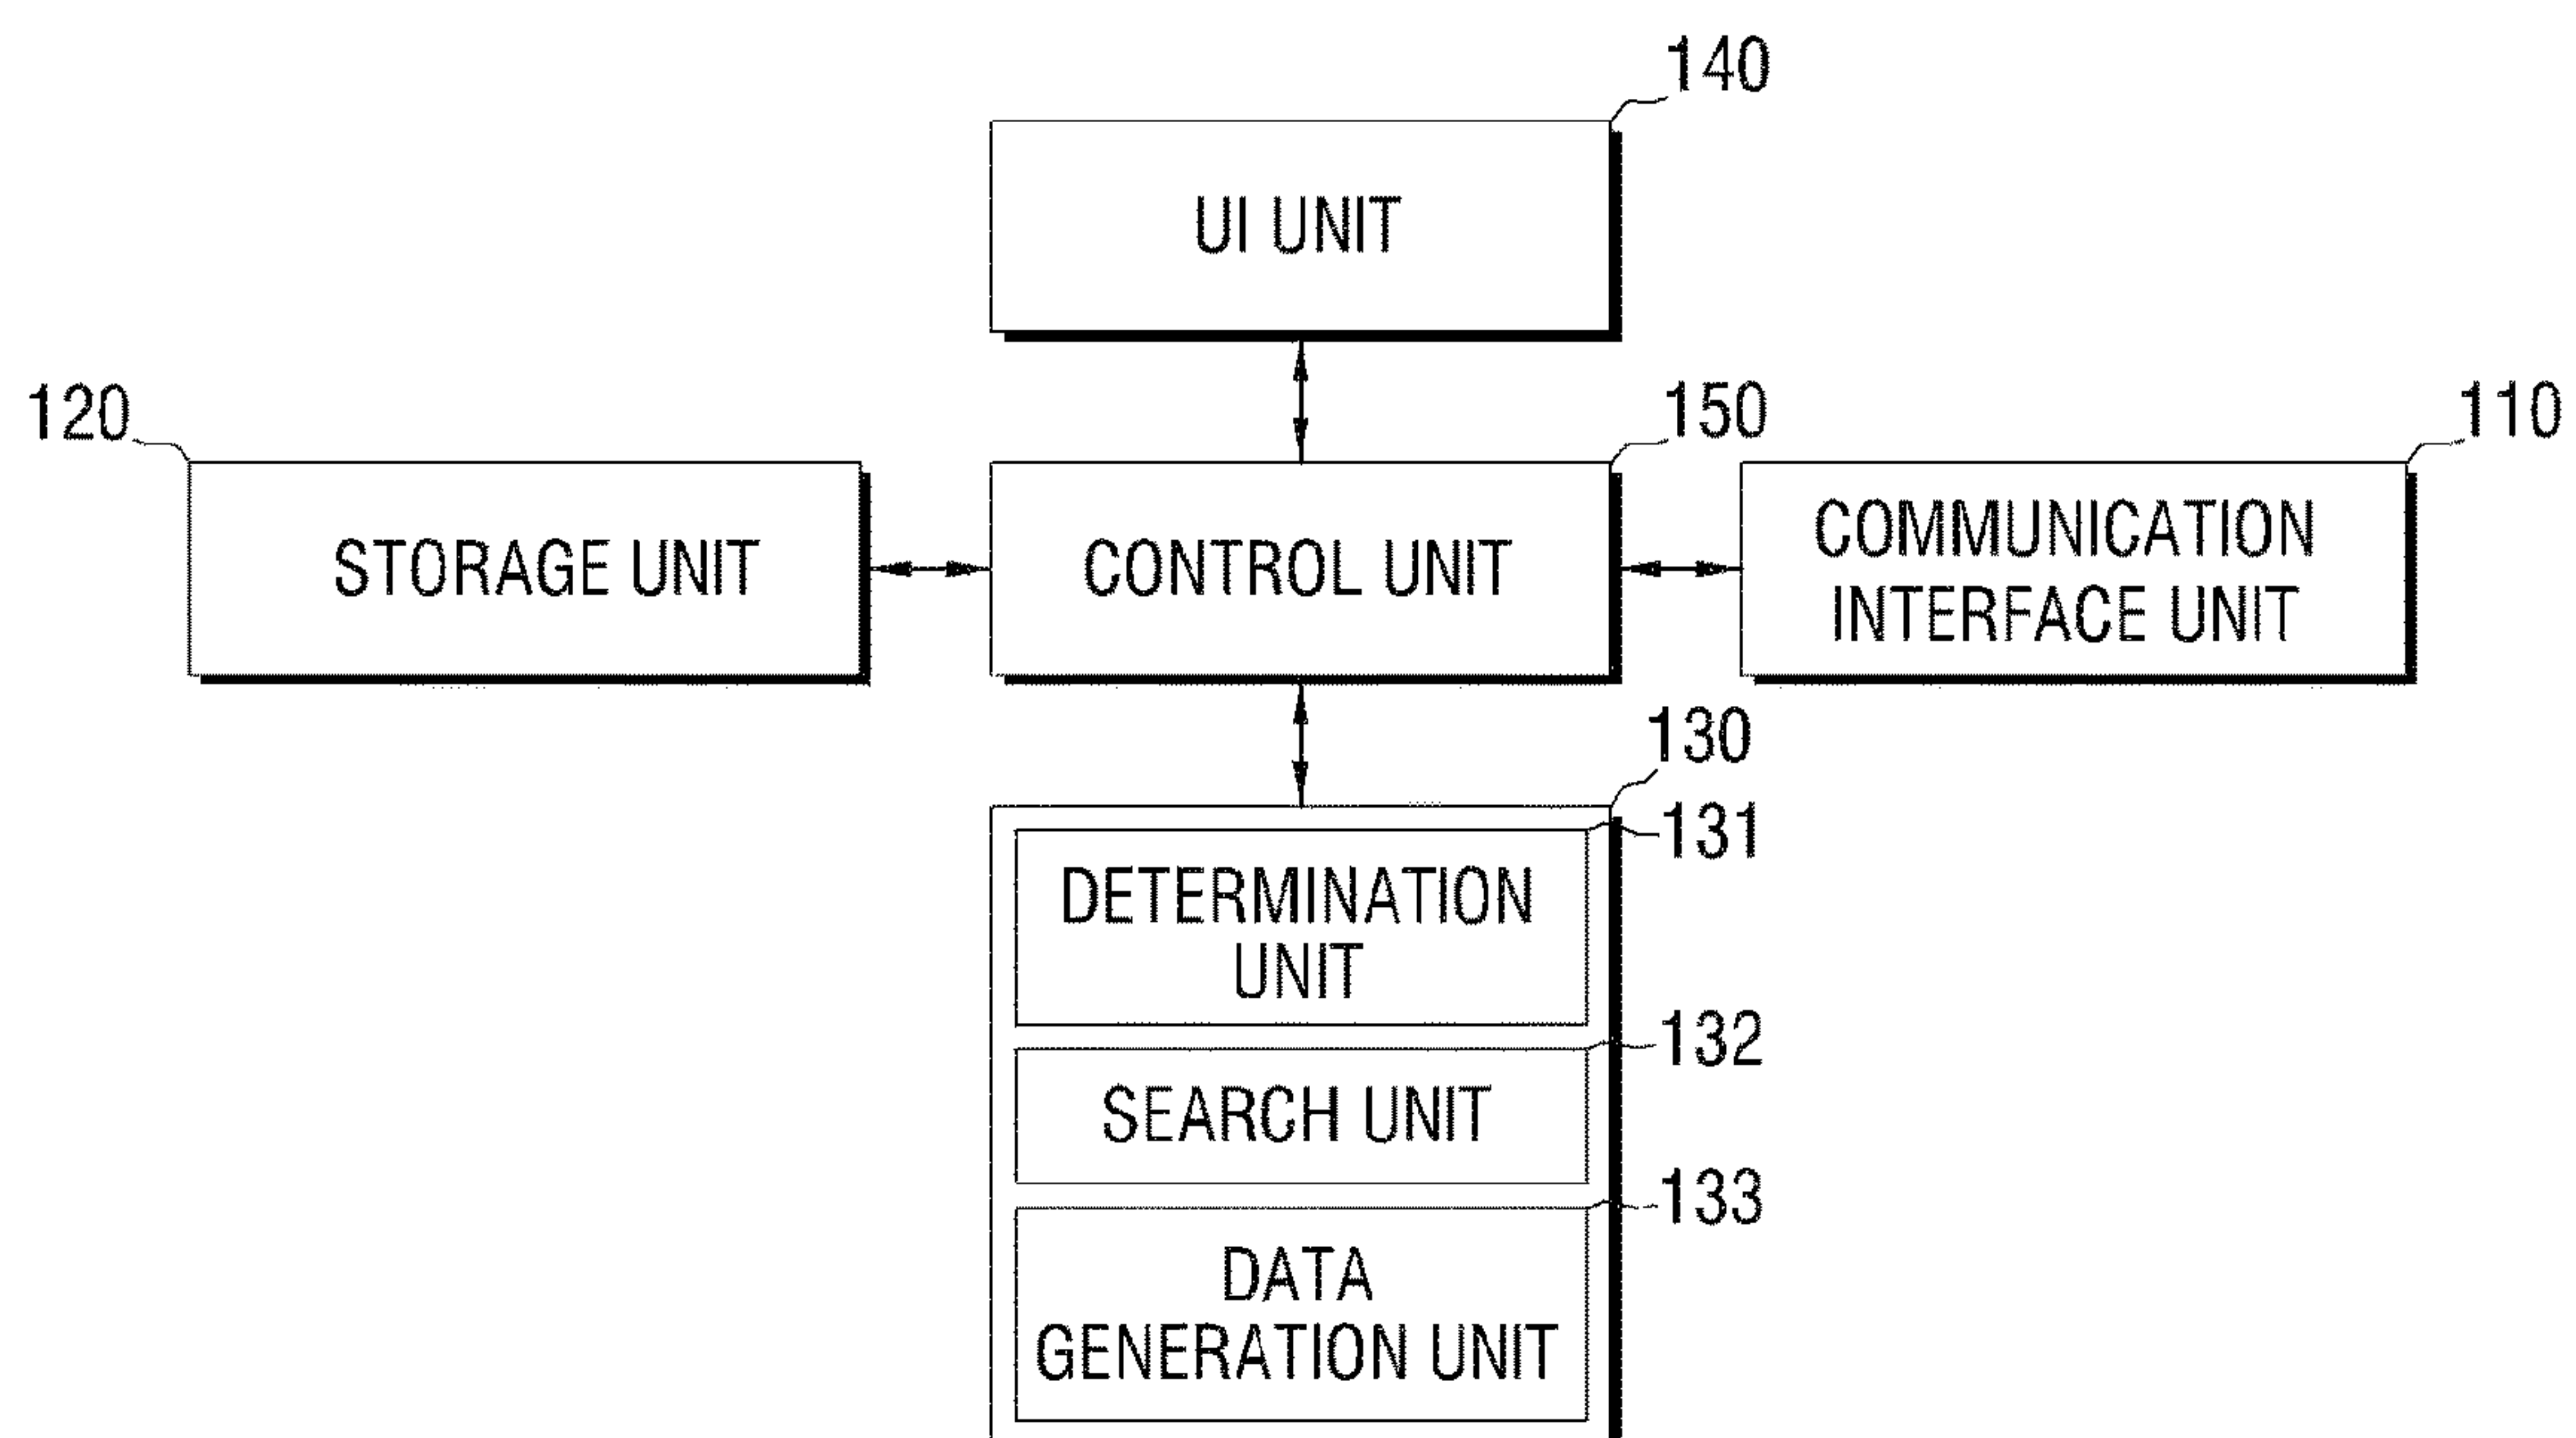 140
UI UNIT
120
150
110
STORAGE UNIT
CONTROL UNIT
COMMUNICATION
INTERFACE UNIT
130
131
DETERMINATION
UNIT
132
SEARCH UNIT
133
DATA
GENERATION UNIT